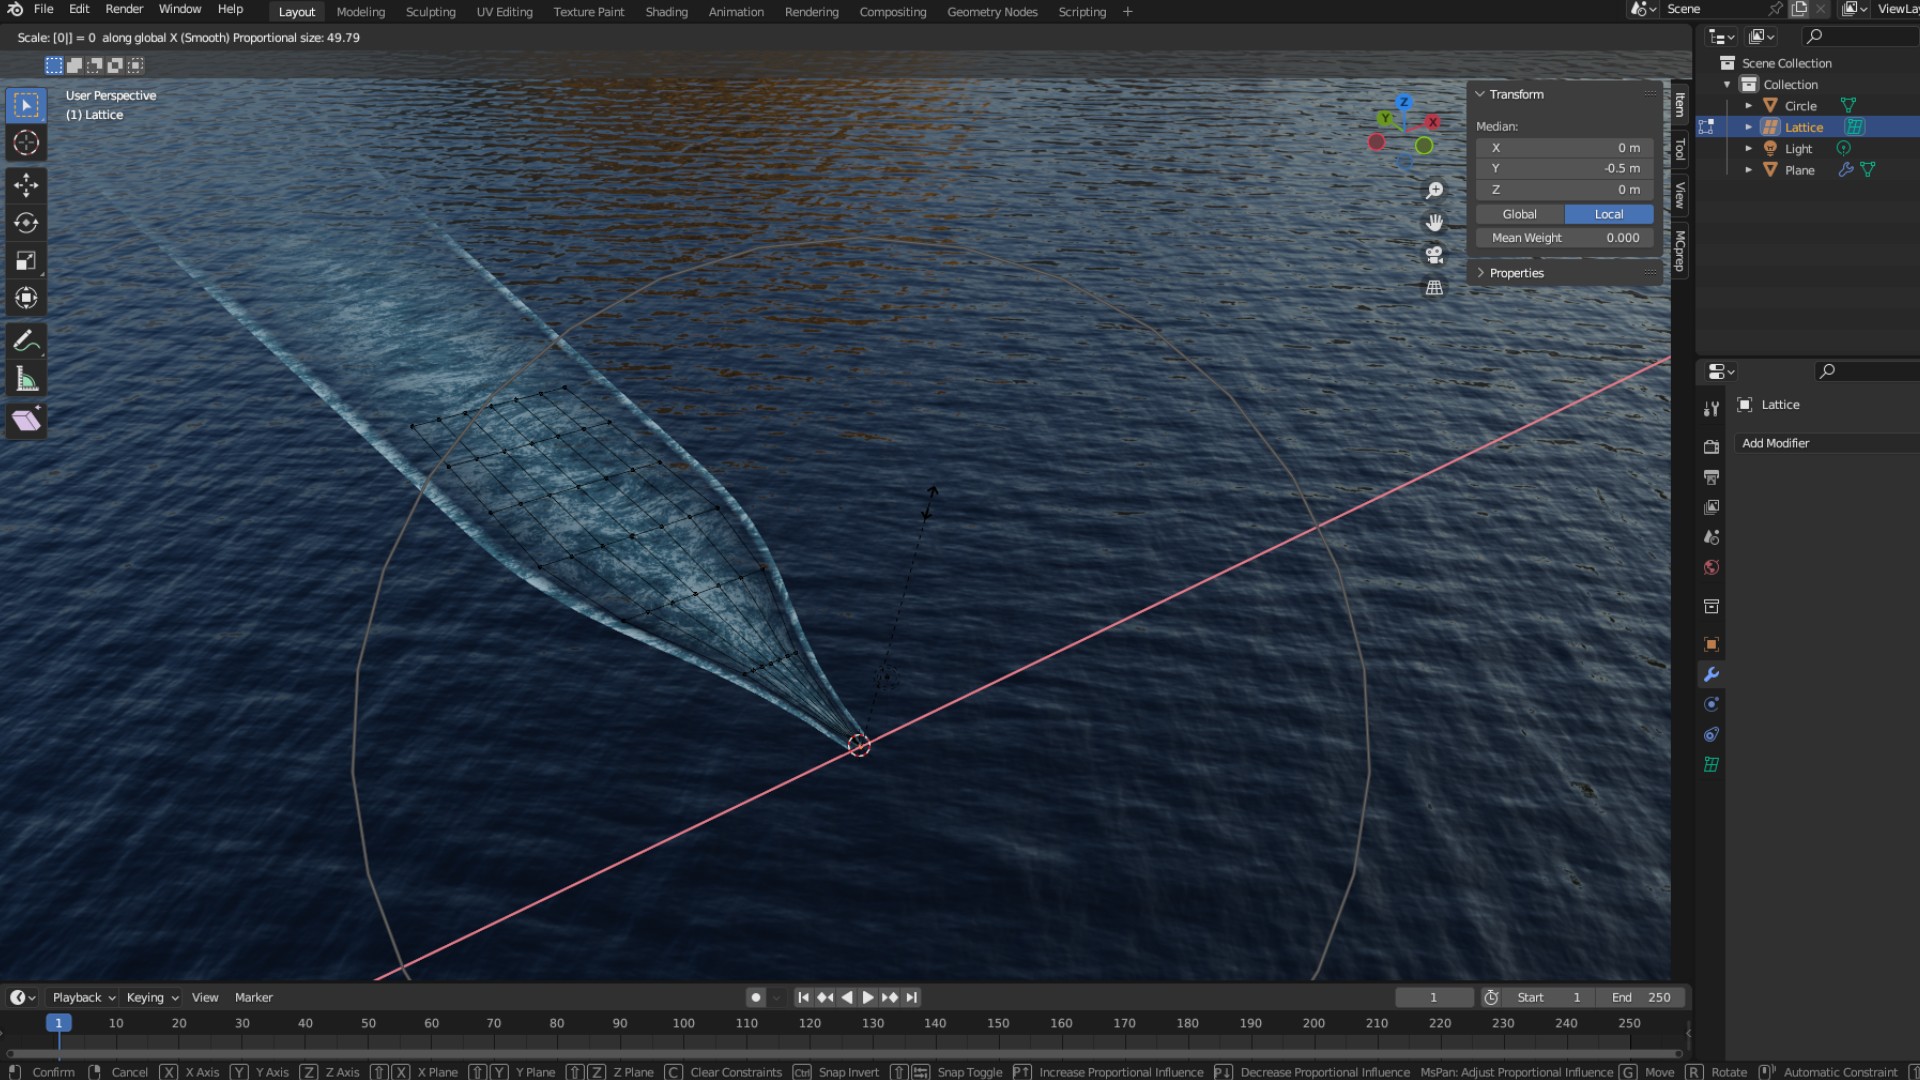 File Edit Render Window Help Layout Modeling Sculpting UV Editing Texture Paint Shading Animation Rendering Compositing Geometry Nodes Scripting + Scene
Scale: [0|] = 0 along global X (Smooth) Proportional size: 49.79
User Perspective
(1) Lattice
Z
Y
X
Transform
Median:
X 0 m
Y -0.5 m
Z 0 m
Global Local
Mean Weight 0.000
Properties
Item
Tool
View
MCprep
Scene Collection
Collection
Circle
Lattice
Light
Plane
Lattice
Add Modifier
Playback Keying View Marker
1
Start 1
End 250
1 10 20 30 40 50 60 70 80 90 100 110 120 130 140 150 160 170 180 190 200 210 220 230 240 250
Confirm Cancel X X Axis Y Y Axis Z Z Axis X X Plane Y Y Plane Z Z Plane C Clear Constraints Ctrl Snap Invert Snap Toggle Increase Proportional Influence Decrease Proportional Influence MsPan: Adjust Proportional Influence G Move R Rotate Automatic Constraint